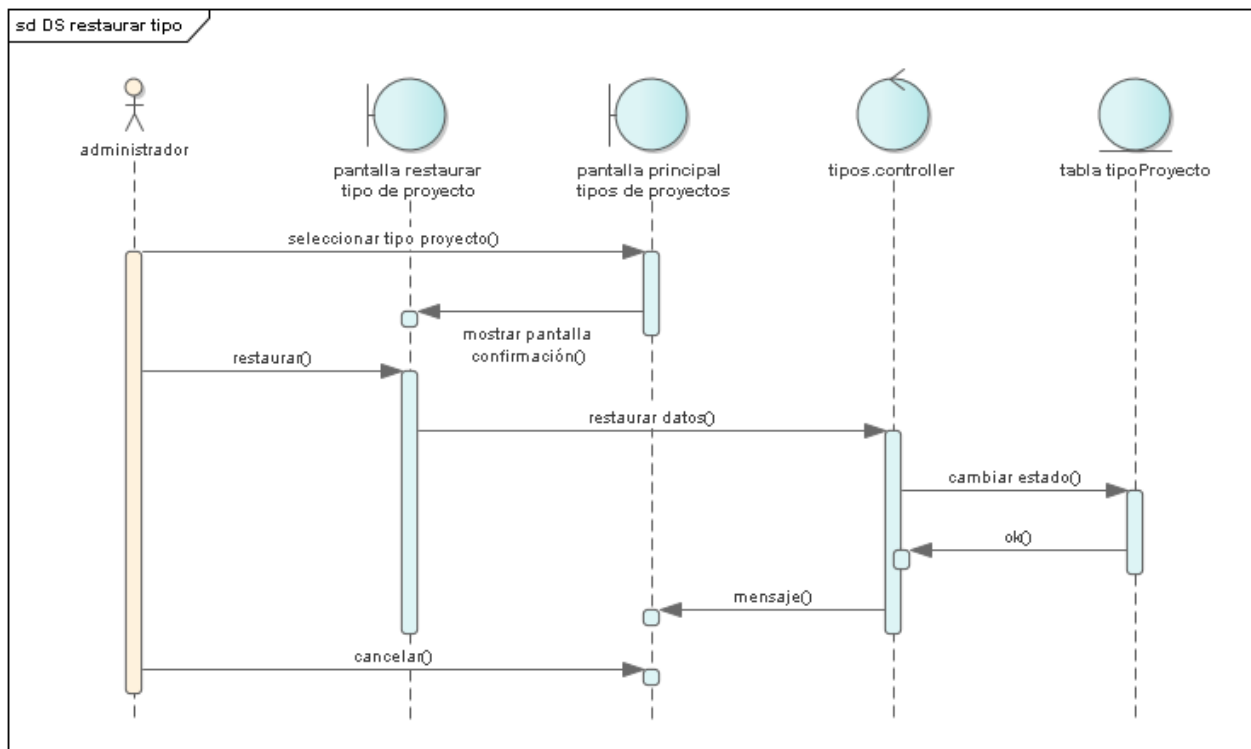 sd DS restaurar tipo
administrador
pantalla restaurar
tipo de proyecto
pantalla principal
tipos de proyectos
tipos.controller
tabla tipoProyecto
seleccionar tipo proyecto()
mostrar pantalla
confirmación()
restaurar()
restaurar datos()
cambiar estado()
ok()
mensaje()
cancelar()